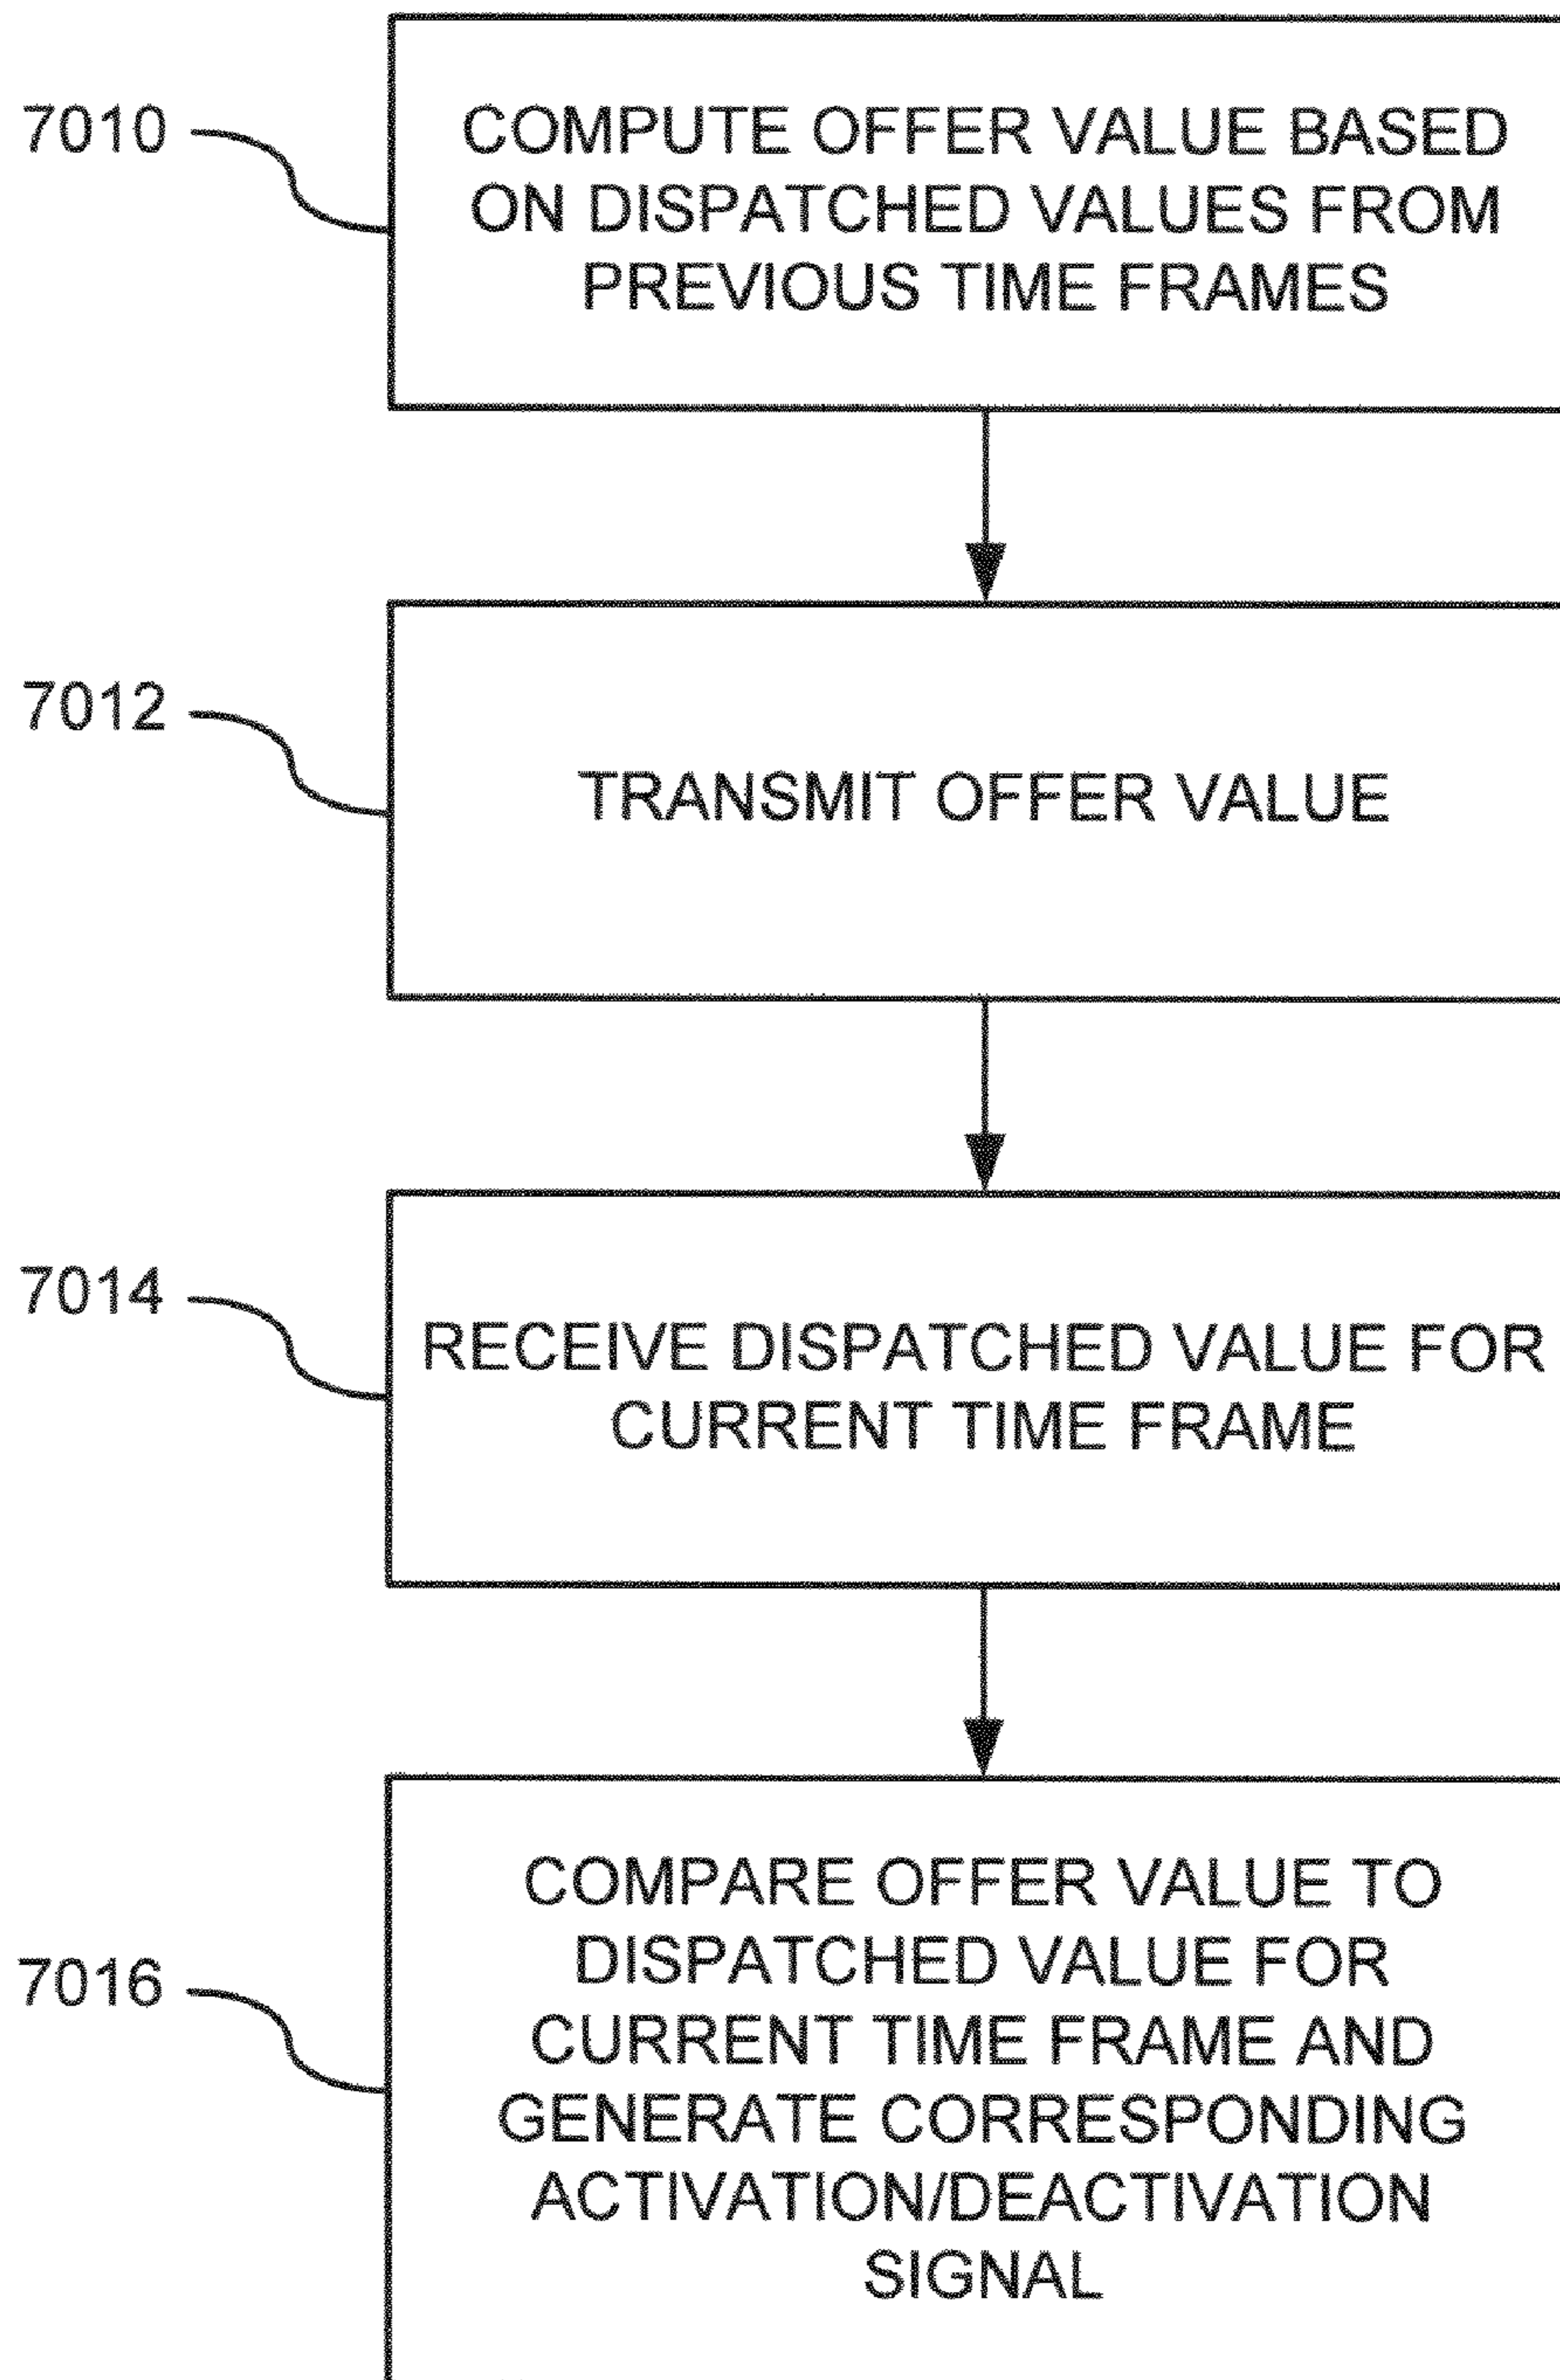 7010
COMPUTE OFFER VALUE BASED
ON DISPATCHED VALUES FROM
PREVIOUS TIME FRAMES
7012
TRANSMIT OFFER VALUE
7014
RECEIVE DISPATCHED VALUE FOR
CURRENT TIME FRAME
7016
COMPARE OFFER VALUE TO
DISPATCHED VALUE FOR
CURRENT TIME FRAME AND
GENERATE CORRESPONDING
ACTIVATION/DEACTIVATION
SIGNAL